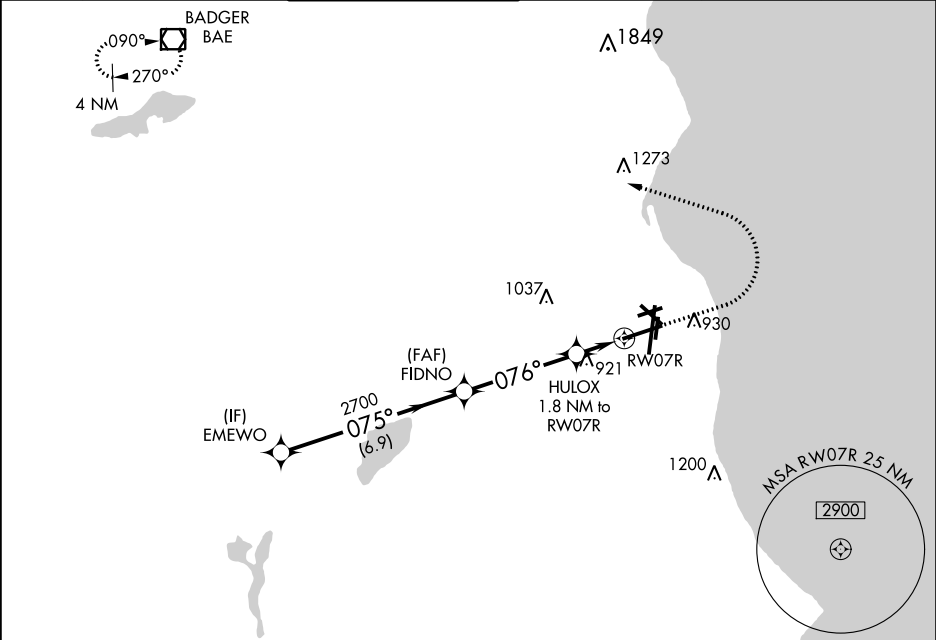 BADGER
BAE
090°
270°
4 NM
1849
1273
1037
930
(FAF)
FIDNO
076°
921
RW07R
HULOX
1.8 NM to
RW07R
(IF)
EMEWO
2700
075°
(6.9)
1200
MSA RW07R 25 NM
2900